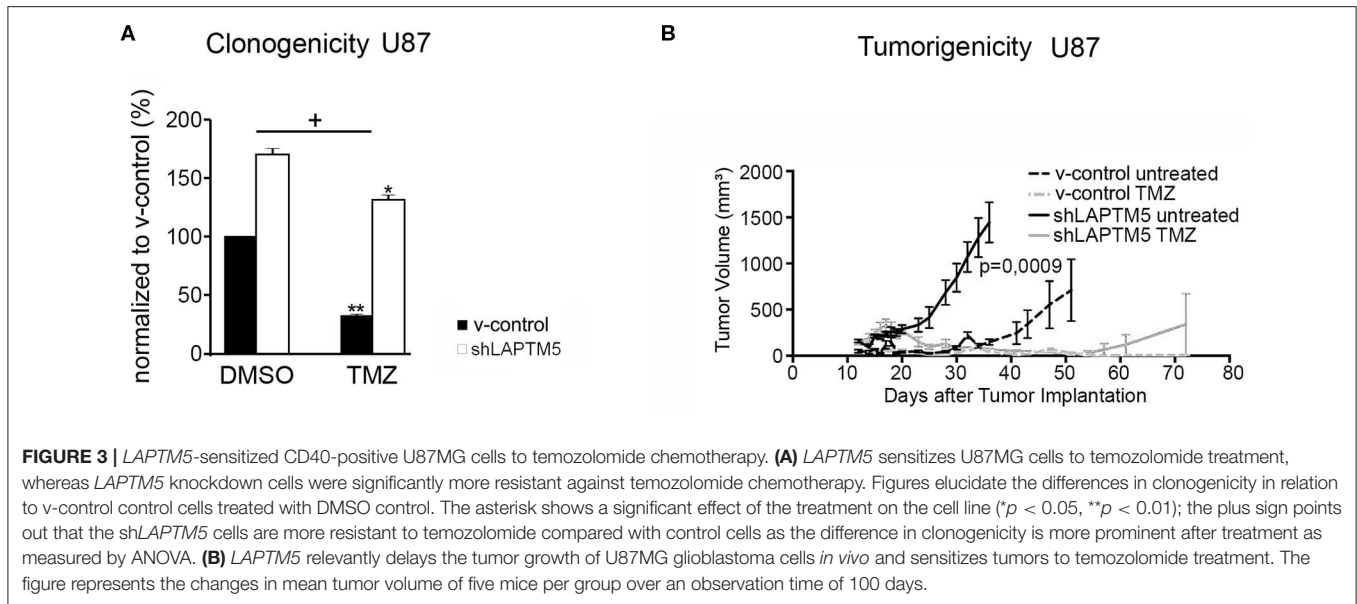 A
Clonogenicity U87
normalized to v-control (%)
200
150
100
50
0
+
**
*
DMSO
TMZ
v-control
shLAPTM5
B
Tumorigenicity U87
Tumor Volume (mm³)
2000
1500
1000
500
0
v-control untreated
v-control TMZ
shLAPTM5 untreated
shLAPTM5 TMZ
p=0,0009
0 10 20 30 40 50 60 70 80
Days after Tumor Implantation
FIGURE 3 | LAPTM5-sensitized CD40-positive U87MG cells to temozolomide chemotherapy. (A) LAPTM5 sensitizes U87MG cells to temozolomide treatment,
whereas LAPTM5 knockdown cells were significantly more resistant against temozolomide chemotherapy. Figures elucidate the differences in clonogenicity in relation
to v-control control cells treated with DMSO control. The asterisk shows a significant effect of the treatment on the cell line (*p < 0.05, **p < 0.01); the plus sign points
out that the shLAPTM5 cells are more resistant to temozolomide compared with control cells as the difference in clonogenicity is more prominent after treatment as
measured by ANOVA. (B) LAPTM5 relevantly delays the tumor growth of U87MG glioblastoma cells in vivo and sensitizes tumors to temozolomide treatment. The
figure represents the changes in mean tumor volume of five mice per group over an observation time of 100 days.